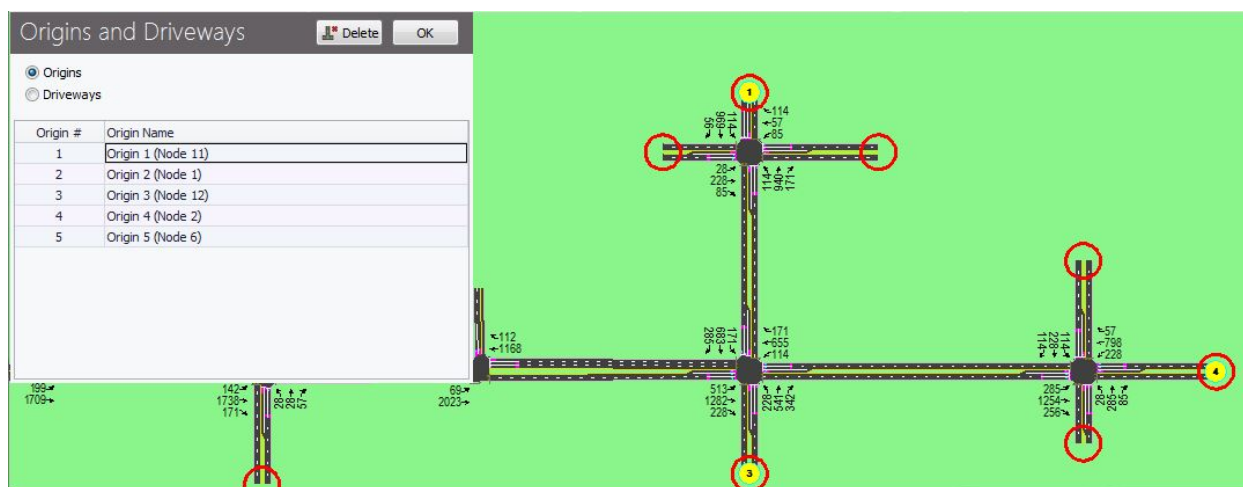 Origins and Driveways
Delete
OK
Origins
Driveways
Origin # Origin Name
1 Origin 1 (Node 11)
2 Origin 2 (Node 1)
3 Origin 3 (Node 12)
4 Origin 4 (Node 2)
5 Origin 5 (Node 6)
1
56 969 114
114
57
85
28
228
85
114 940 171
112
1168
285 683 171
171
655
114
114 228 114
57
798
228
4
199
1709
142
1738
171
28 28 57
69
2023
513
1282
228
228 541 342
285
1254
256
28 285 85
3